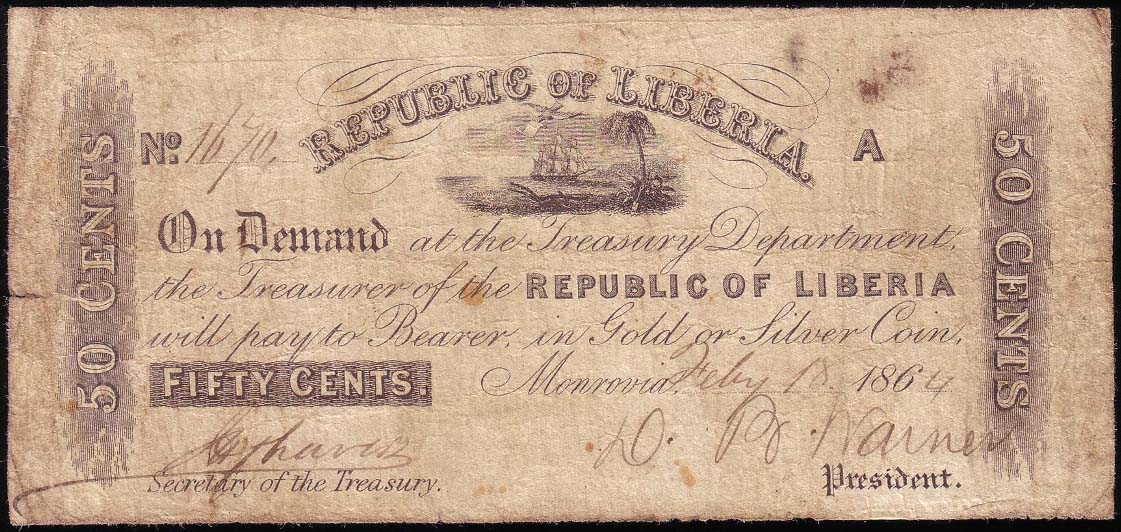 REPUBLIC OF LIBERIA.
No. 1670. A
50 CENTS
50 CENTS
On Demand at the Treasury Department,
the Treasurer of the REPUBLIC OF LIBERIA
will pay to Bearer, in Gold or Silver Coin,
FIFTY CENTS. Monrovia, Feby 18 1864
D. B. Warner
Secretary of the Treasury. President.